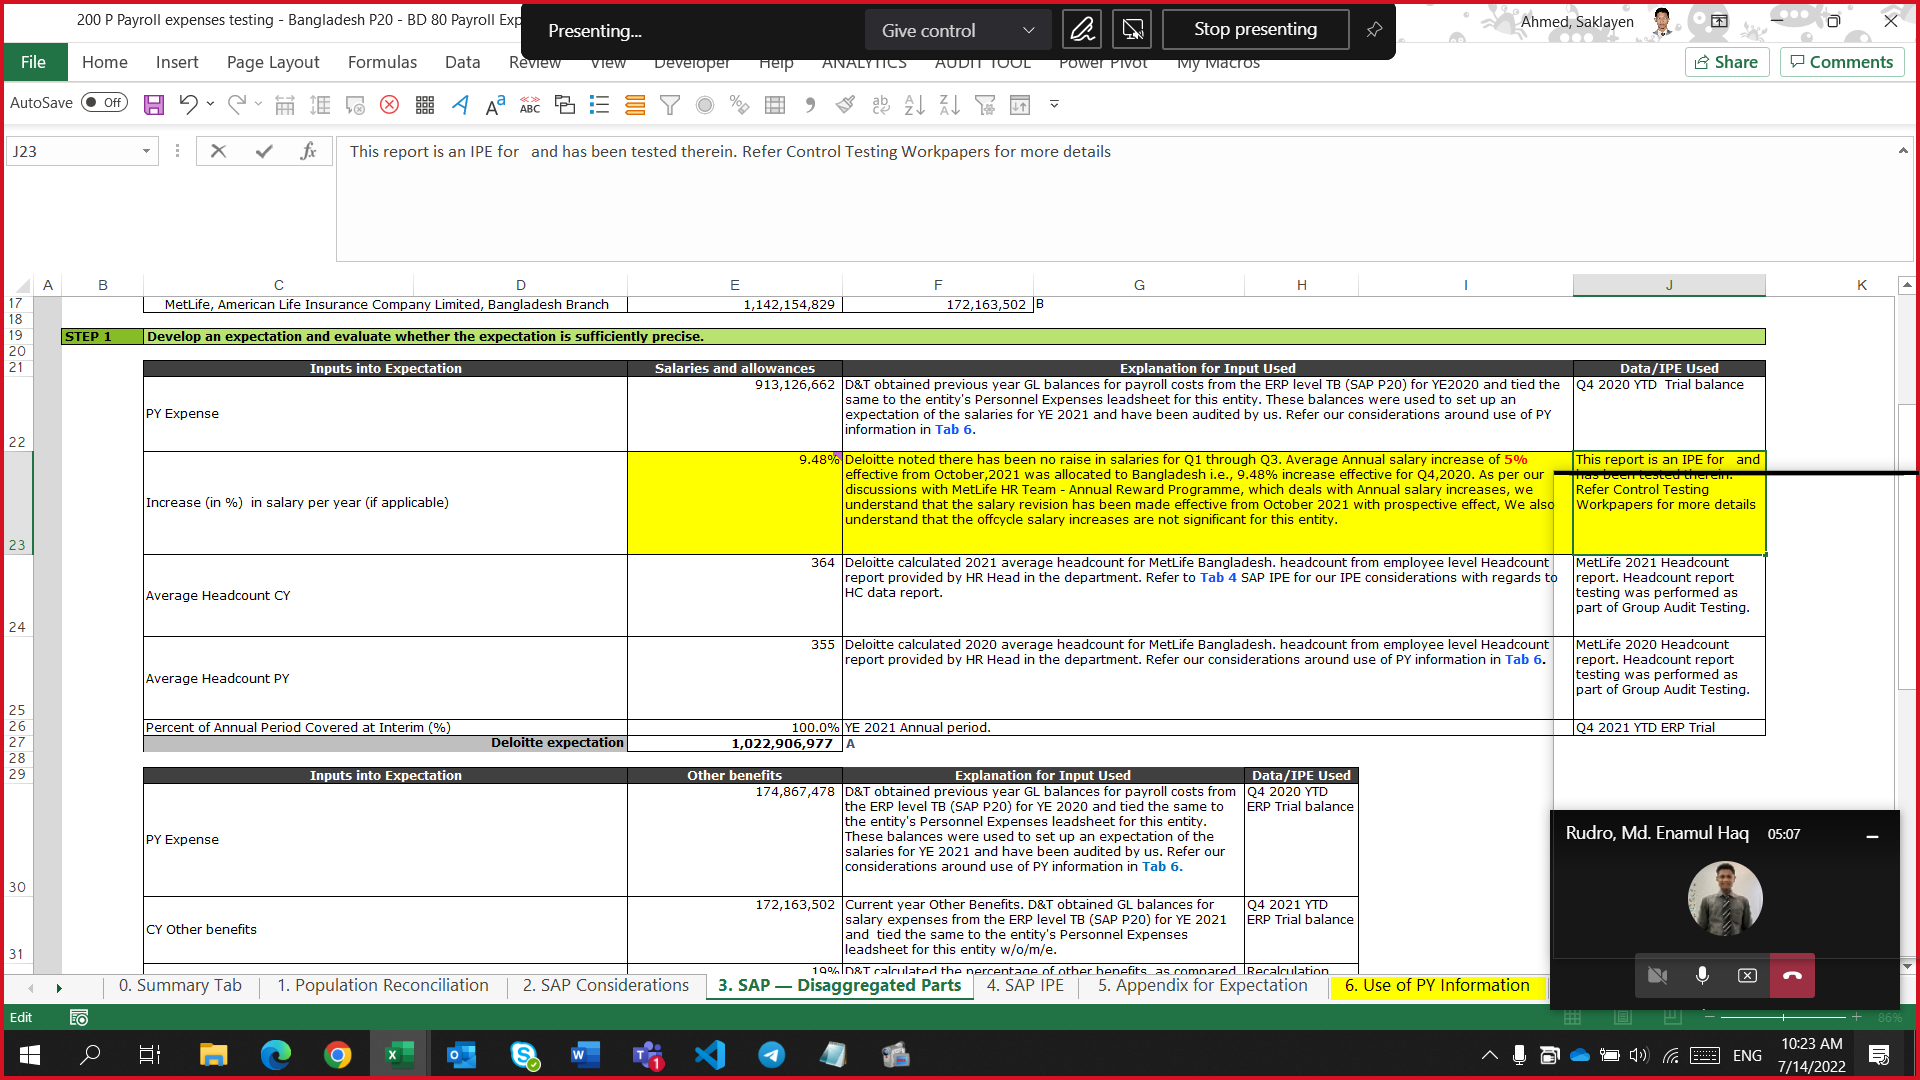 200 P Payroll expenses testing - Bangladesh P20 - BD 80 Payroll Exp
Presenting...
Give control
Stop presenting
Ahmed, Saklayen
File Home Insert Page Layout Formulas Data Review View Developer Help ANALYTICS AUDIT TOOL Power Pivot My Macros
Share
Comments
AutoSave Off
J23
This report is an IPE for   and has been tested therein. Refer Control Testing Workpapers for more details
A B C D E F G H I J K
17 MetLife, American Life Insurance Company Limited, Bangladesh Branch 1,142,154,829 172,163,502 B
18
19 STEP 1 Develop an expectation and evaluate whether the expectation is sufficiently precise.
20
21 Inputs into Expectation Salaries and allowances Explanation for Input Used Data/IPE Used
22 PY Expense 913,126,662
D&T obtained previous year GL balances for payroll costs from the ERP level TB (SAP P20) for YE2020 and tied the
same to the entity's Personnel Expenses leadsheet for this entity. These balances were used to set up an
expectation of the salaries for YE 2021 and have been audited by us. Refer our considerations around use of PY
information in Tab 6.
Q4 2020 YTD  Trial balance
23 Increase (in %)  in salary per year (if applicable) 9.48%
Deloitte noted there has been no raise in salaries for Q1 through Q3. Average Annual salary increase of 5%
effective from October,2021 was allocated to Bangladesh i.e., 9.48% increase effective for Q4,2020. As per our
discussions with MetLife HR Team - Annual Reward Programme, which deals with Annual salary increases, we
understand that the salary revision has been made effective from October 2021 with prospective effect, We also
understand that the offcycle salary increases are not significant for this entity.
This report is an IPE for   and
has been tested therein.
Refer Control Testing
Workpapers for more details
24 Average Headcount CY 364
Deloitte calculated 2021 average headcount for MetLife Bangladesh. headcount from employee level Headcount
report provided by HR Head in the department. Refer to Tab 4 SAP IPE for our IPE considerations with regards to
HC data report.
MetLife 2021 Headcount
report. Headcount report
testing was performed as
part of Group Audit Testing.
25 Average Headcount PY 355
Deloitte calculated 2020 average headcount for MetLife Bangladesh. headcount from employee level Headcount
report provided by HR Head in the department. Refer our considerations around use of PY information in Tab 6.
MetLife 2020 Headcount
report. Headcount report
testing was performed as
part of Group Audit Testing.
26 Percent of Annual Period Covered at Interim (%) 100.0% YE 2021 Annual period. Q4 2021 YTD ERP Trial
27 Deloitte expectation 1,022,906,977 A
28
29 Inputs into Expectation Other benefits Explanation for Input Used Data/IPE Used
30 PY Expense 174,867,478
D&T obtained previous year GL balances for payroll costs from
the ERP level TB (SAP P20) for YE 2020 and tied the same to
the entity's Personnel Expenses leadsheet for this entity.
These balances were used to set up an expectation of the
salaries for YE 2021 and have been audited by us. Refer our
considerations around use of PY information in Tab 6.
Q4 2020 YTD
ERP Trial balance
31 CY Other benefits 172,163,502
Current year Other Benefits. D&T obtained GL balances for
salary expenses from the ERP level TB (SAP P20) for YE 2021
and  tied the same to the entity's Personnel Expenses
leadsheet for this entity w/o/m/e.
Q4 2021 YTD
ERP Trial balance
19% D&T calculated the percentage of other benefits  as compared Recalculation
Rudro, Md. Enamul Haq 05:07
0. Summary Tab 1. Population Reconciliation 2. SAP Considerations 3. SAP — Disaggregated Parts 4. SAP IPE 5. Appendix for Expectation 6. Use of PY Information
Edit
86%
ENG
10:23 AM
7/14/2022